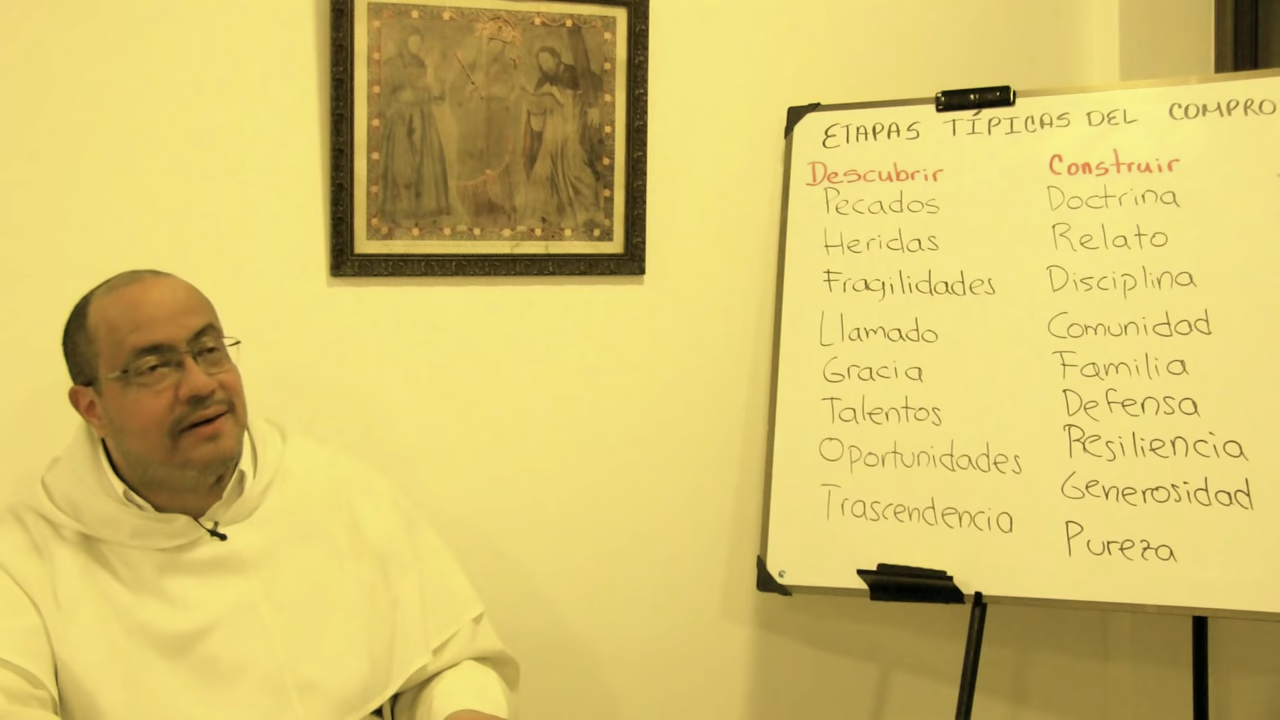 ETAPAS TÍPICAS DEL COMPRO
Descubrir
Pecados
Heridas
Fragilidades
Llamado
Gracia
Talentos
Oportunidades
Trascendencia
Construir
Doctrina
Relato
Disciplina
Comunidad
Familia
Defensa
Resiliencia
Generosidad
Pureza